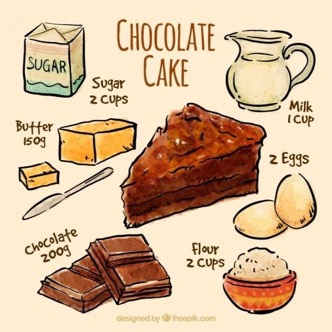 CHOCOLATE
CAKE
SUGAR
Sugar
2 CUPS
Milk
1 CUP
Butter
150g
2 Eggs
Chocolate
200g
Flour
2 CUPS
designed by freepik.com